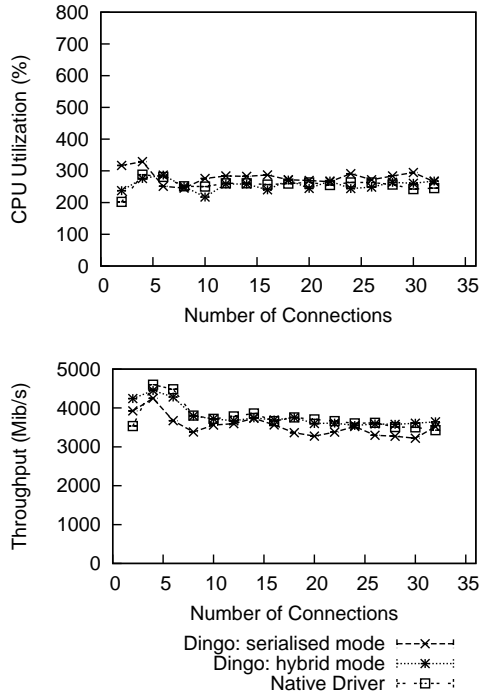 800
700
600
500
400
300
200
100
0
CPU Utilization (%)
0 5 10 15 20 25 30 35
Number of Connections
5000
4000
3000
2000
1000
0
Throughput (Mib/s)
0 5 10 15 20 25 30 35
Number of Connections
Dingo: serialised mode
Dingo: hybrid mode
Native Driver